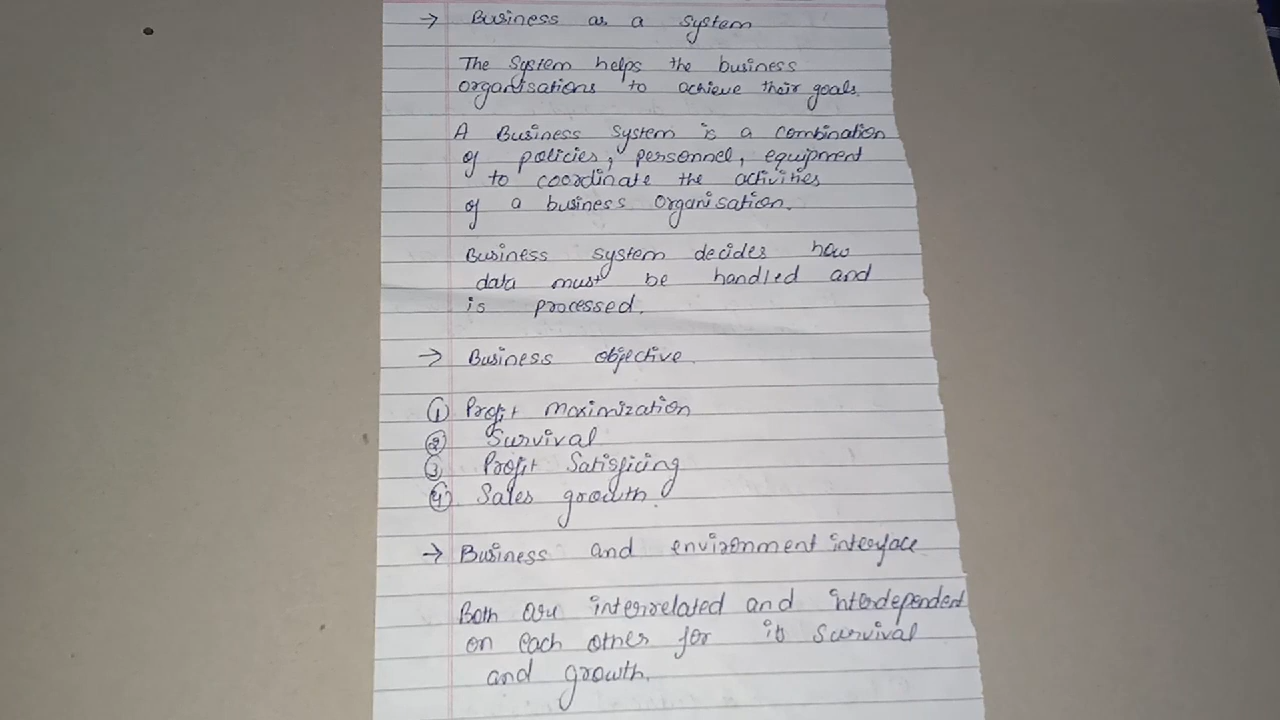 → Business as a system
The System helps the business
organisations to achieve their goals.
A Business System is a combination
of policies, personnel, equipment
to coordinate the activities
of a business organisation.
Business system decides how
data must be handled and
is processed.
→ Business objective.
① Profit maximization
② Survival
③ Profit Satisficing
④ Sales growth.
→ Business and environment interface
Both are interrelated and interdependent
on each other for its survival
and growth.